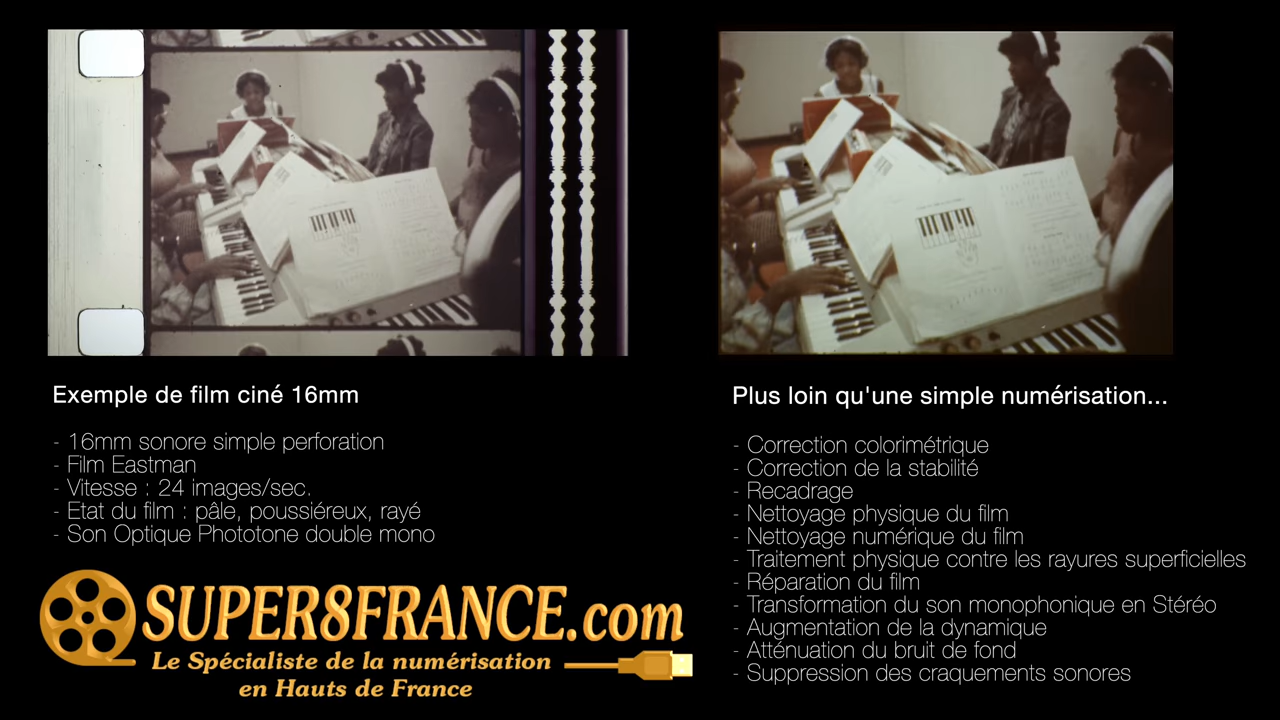 Exemple de film ciné 16mm
- 16mm sonore simple perforation
- Film Eastman
- Vitesse : 24 images/sec.
- Etat du film : pâle, poussiéreux, rayé
- Son Optique Phototone double mono
SUPER8FRANCE.com
Le Spécialiste de la numérisation
en Hauts de France
Plus loin qu'une simple numérisation...
- Correction colorimétrique
- Correction de la stabilité
- Recadrage
- Nettoyage physique du film
- Nettoyage numérique du film
- Traitement physique contre les rayures superficielles
- Réparation du film
- Transformation du son monophonique en Stéréo
- Augmentation de la dynamique
- Atténuation du bruit de fond
- Suppression des craquements sonores